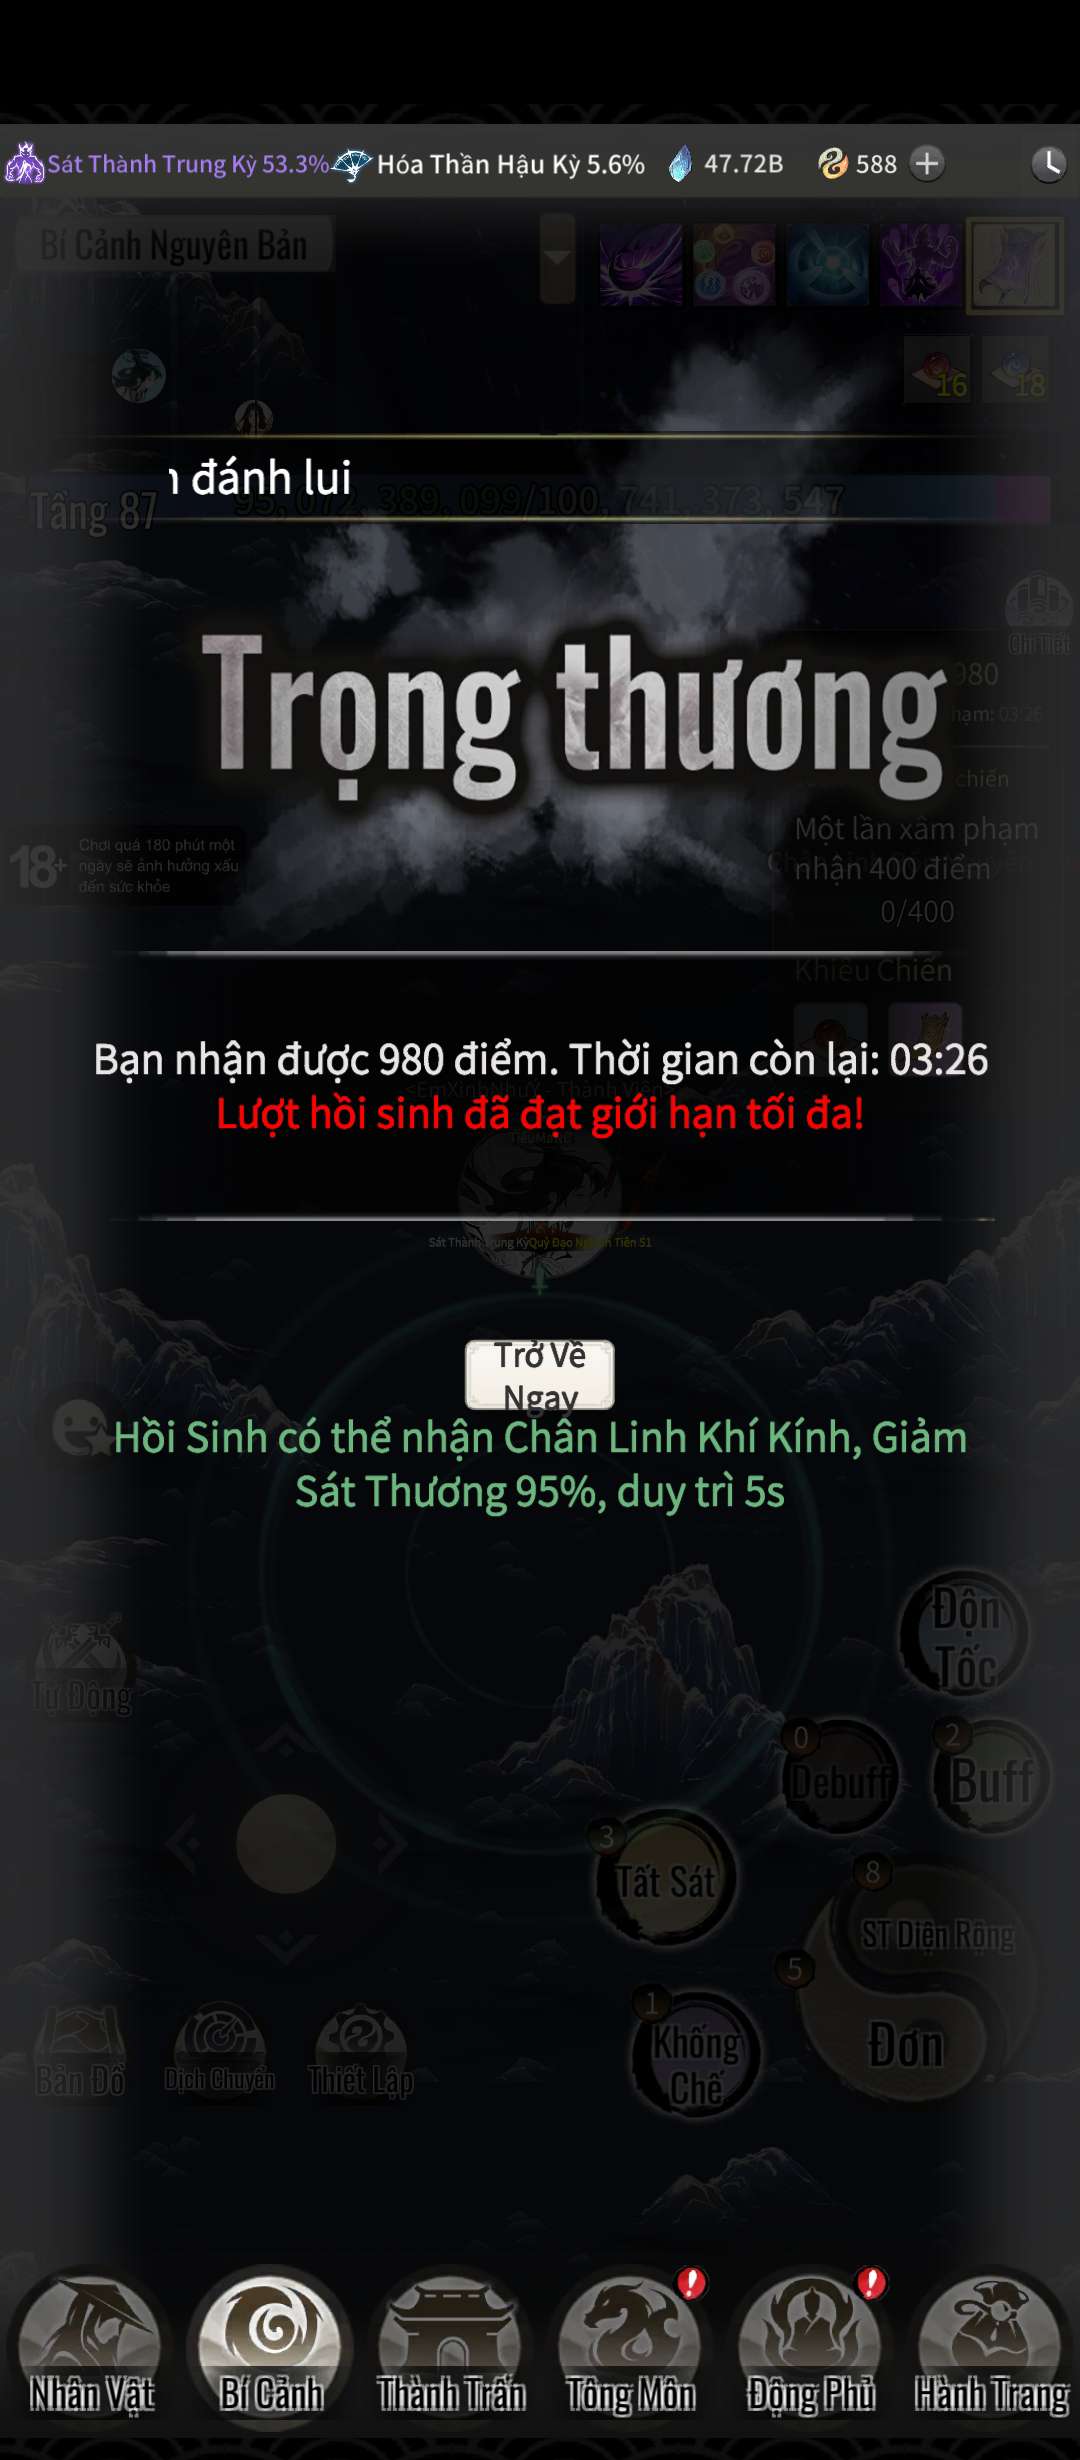 Sát Thành Trung Kỳ 53.3%
Hóa Thần Hậu Kỳ 5.6%
47.72B
588
Bí Cảnh Nguyên Bản
16
18
đánh lui
Tầng 87
95, 072, 389, 099/100, 741, 373, 547
Trọng thương
Chi Tiết
980
phạm: 03:26
chiến
Một lần xâm phạm
nhận 400 điểm
0/400
Khiêu Chiến
18+
Chơi quá 180 phút một
ngày sẽ ảnh hưởng xấu
đến sức khỏe
Bạn nhận được 980 điểm. Thời gian còn lại: 03:26
<EmXinhNhưY - Thành Viên>
Lượt hồi sinh đã đạt giới hạn tối đa!
Sát Thành Trung Kỳ Quỷ Đạo Tiên S1
Trở Về
Ngay
Hồi Sinh có thể nhận Chân Linh Khí Kính, Giảm
Sát Thương 95%, duy trì 5s
Độn
Tốc
Tự Động
0
Debuff
2
Buff
3
Tất Sát
8
ST Diện Rộng
5
Đơn
1
Khống
Chế
Bản Đồ
Dịch Chuyển
Thiết Lập
Nhân Vật
Bí Cảnh
Thành Trấn
Tông Môn
Động Phủ
Hành Trang